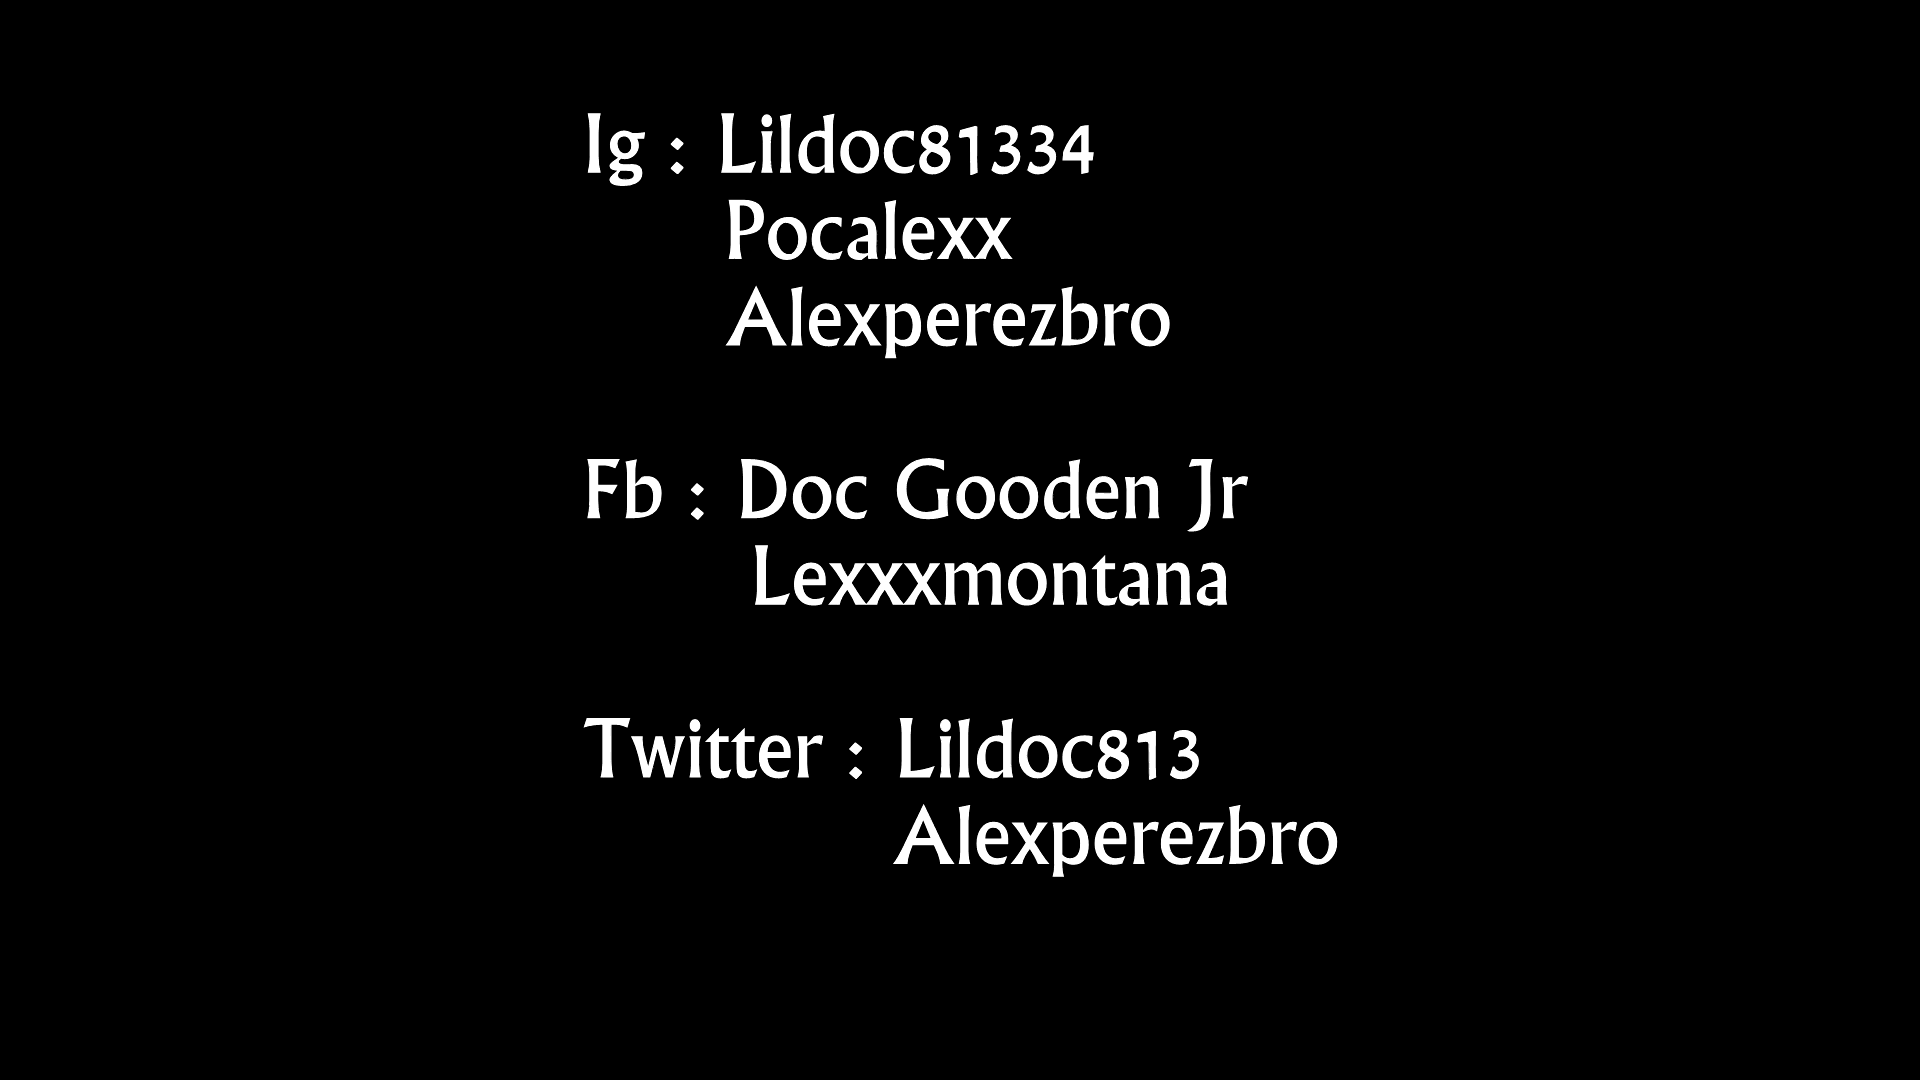 Ig : Lildoc81334
Pocalexx
Alexperezbro
Fb : Doc Gooden Jr
Lexxxmontana
Twitter : Lildoc813
Alexperezbro